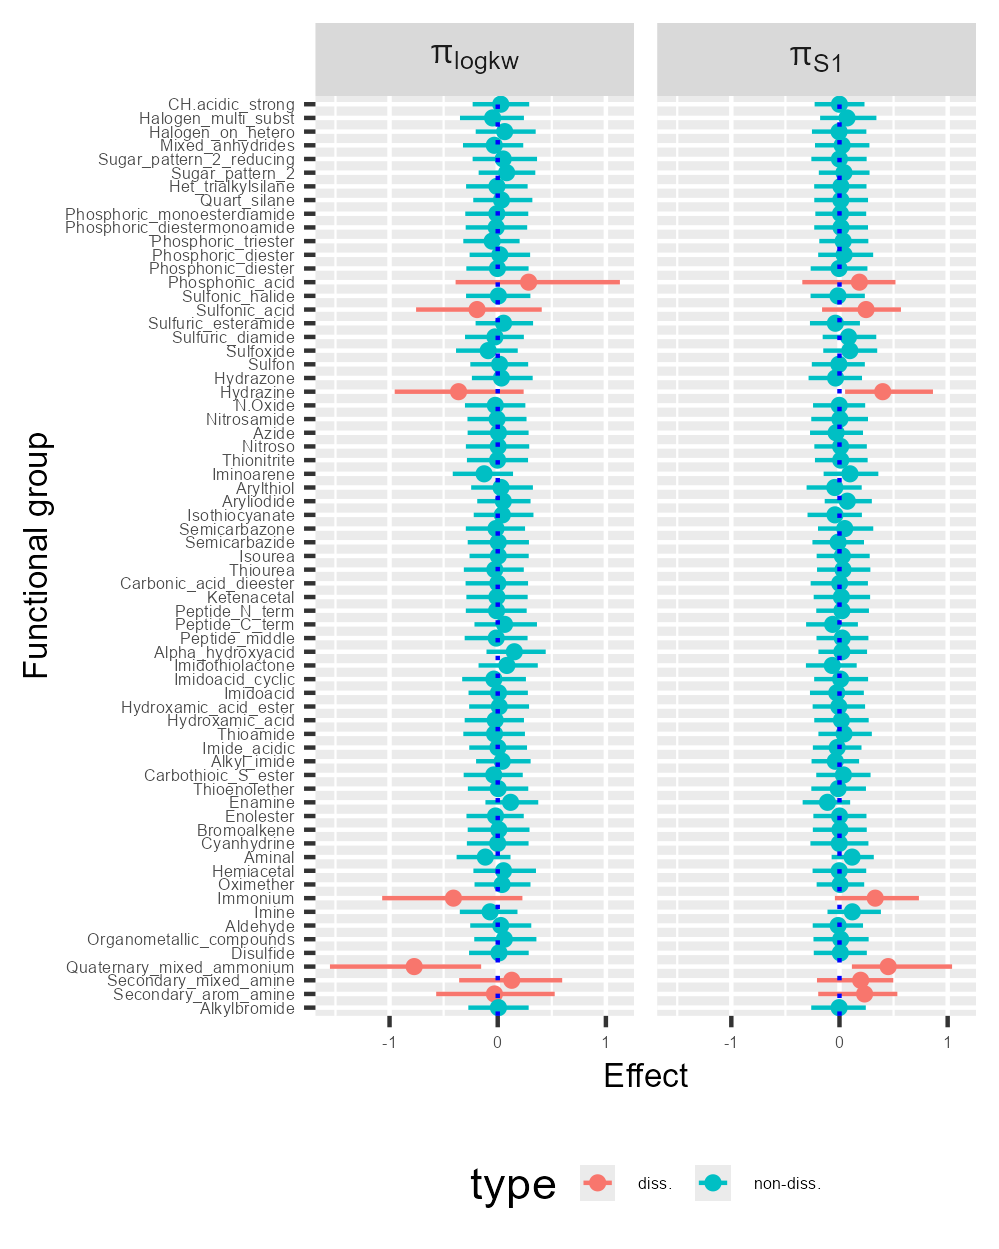 πlogkw πS1
CH.acidic_strong
Halogen_multi_subst
Halogen_on_hetero
Mixed_anhydrides
Sugar_pattern_2_reducing
Sugar_pattern_2
Het_trialkylsilane
Quart_silane
Phosphoric_monoesterdiamide
Phosphoric_diestermonoamide
Phosphoric_triester
Phosphoric_diester
Phosphonic_diester
Phosphonic_acid
Sulfonic_halide
Sulfonic_acid
Sulfuric_esteramide
Sulfuric_diamide
Sulfoxide
Sulfon
Hydrazone
Hydrazine
N.Oxide
Nitrosamide
Azide
Nitroso
Thionitrite
Iminoarene
Arylthiol
Aryliodide
Isothiocyanate
Semicarbazone
Semicarbazide
Isourea
Thiourea
Carbonic_acid_dieester
Ketenacetal
Peptide_N_term
Peptide_C_term
Peptide_middle
Alpha_hydroxyacid
Imidothiolactone
Imidoacid_cyclic
Imidoacid
Hydroxamic_acid_ester
Hydroxamic_acid
Thioamide
Imide_acidic
Alkyl_imide
Carbothioic_S_ester
Thioenolether
Enamine
Enolester
Bromoalkene
Cyanhydrine
Aminal
Hemiacetal
Oximether
Immonium
Imine
Aldehyde
Organometallic_compounds
Disulfide
Quaternary_mixed_ammonium
Secondary_mixed_amine
Secondary_arom_amine
Alkylbromide
Functional group
-1 0 1 -1 0 1
Effect
type diss. non-diss.